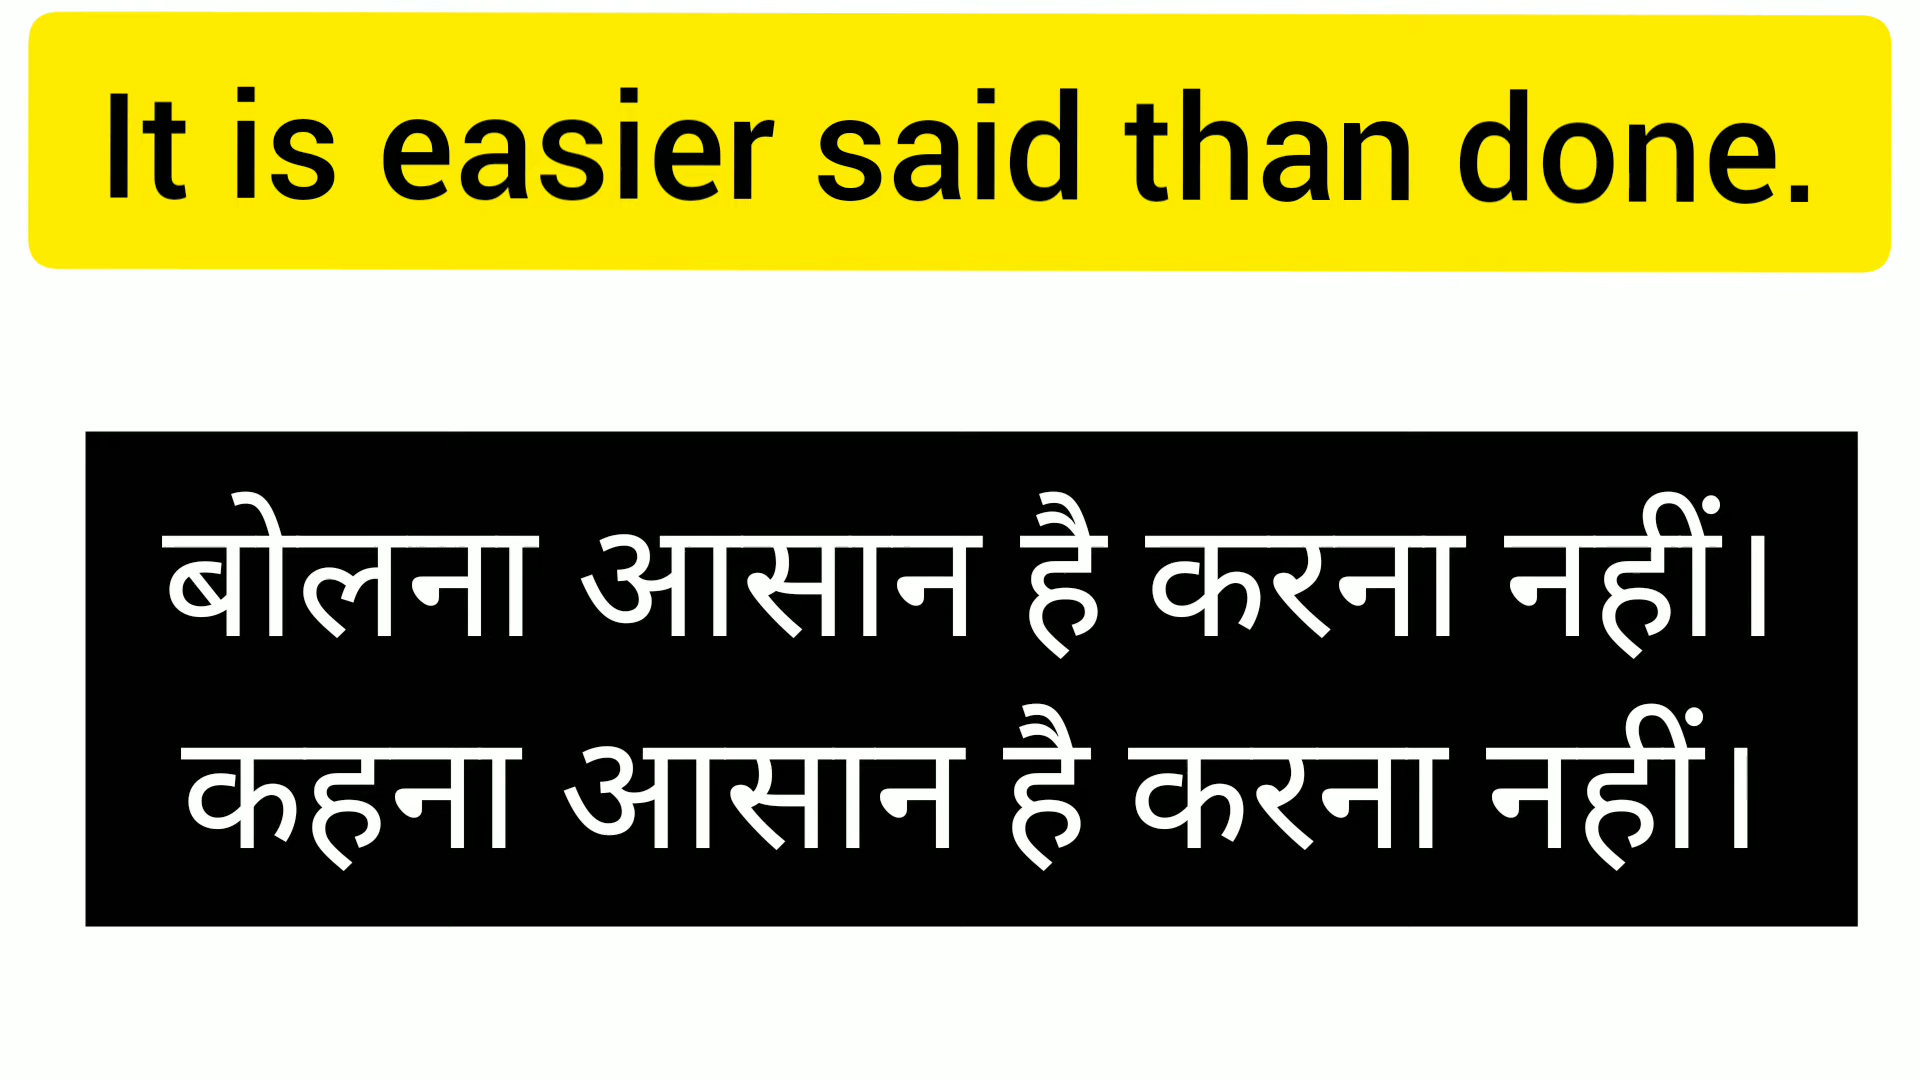 It is easier said than done.
बोलना आसान है करना नहीं।
कहना आसान है करना नहीं।